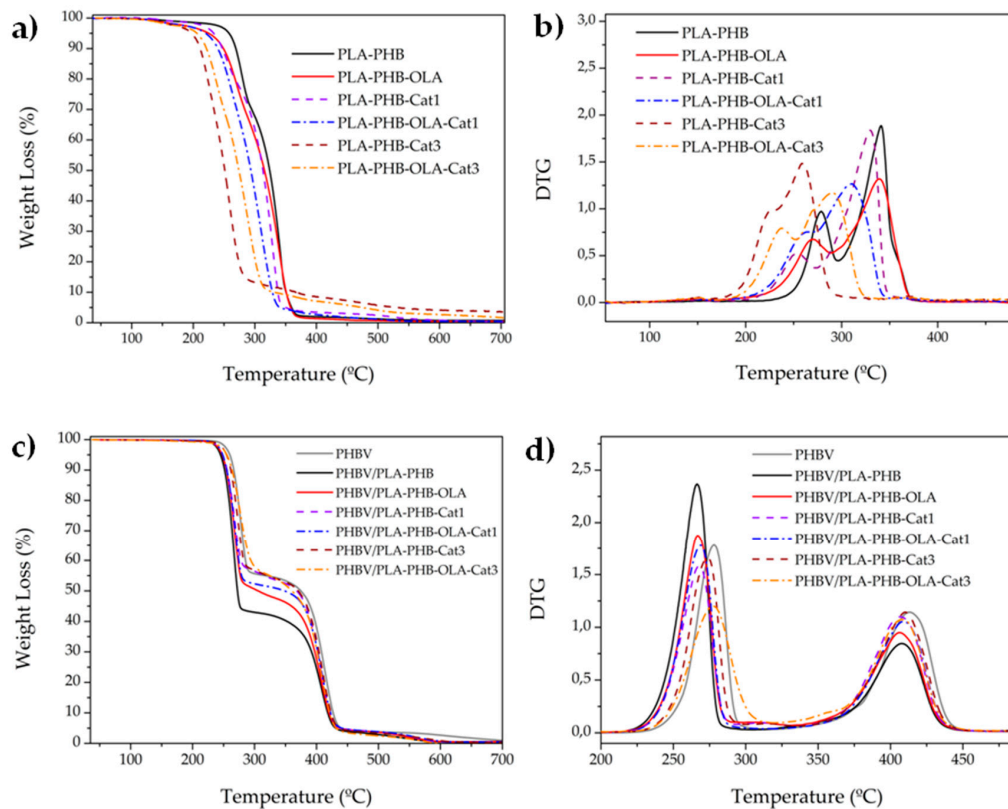 a)
Weight Loss (%)
100
90
80
70
60
50
40
30
20
10
0
PLA-PHB
PLA-PHB-OLA
PLA-PHB-Cat1
PLA-PHB-OLA-Cat1
PLA-PHB-Cat3
PLA-PHB-OLA-Cat3
100 200 300 400 500 600 700
Temperature (ºC)
b)
DTG
3,0
2,5
2,0
1,5
1,0
0,5
0,0
PLA-PHB
PLA-PHB-OLA
PLA-PHB-Cat1
PLA-PHB-OLA-Cat1
PLA-PHB-Cat3
PLA-PHB-OLA-Cat3
100 200 300 400
Temperature (ºC)
c)
Weight Loss (%)
100
90
80
70
60
50
40
30
20
10
0
PHBV
PHBV/PLA-PHB
PHBV/PLA-PHB-OLA
PHBV/PLA-PHB-Cat1
PHBV/PLA-PHB-OLA-Cat1
PHBV/PLA-PHB-Cat3
PHBV/PLA-PHB-OLA-Cat3
100 200 300 400 500 600 700
Temperature (ºC)
d)
DTG
2,5
2,0
1,5
1,0
0,5
0,0
PHBV
PHBV/PLA-PHB
PHBV/PLA-PHB-OLA
PHBV/PLA-PHB-Cat1
PHBV/PLA-PHB-OLA-Cat1
PHBV/PLA-PHB-Cat3
PHBV/PLA-PHB-OLA-Cat3
200 250 300 350 400 450
Temperature (ºC)